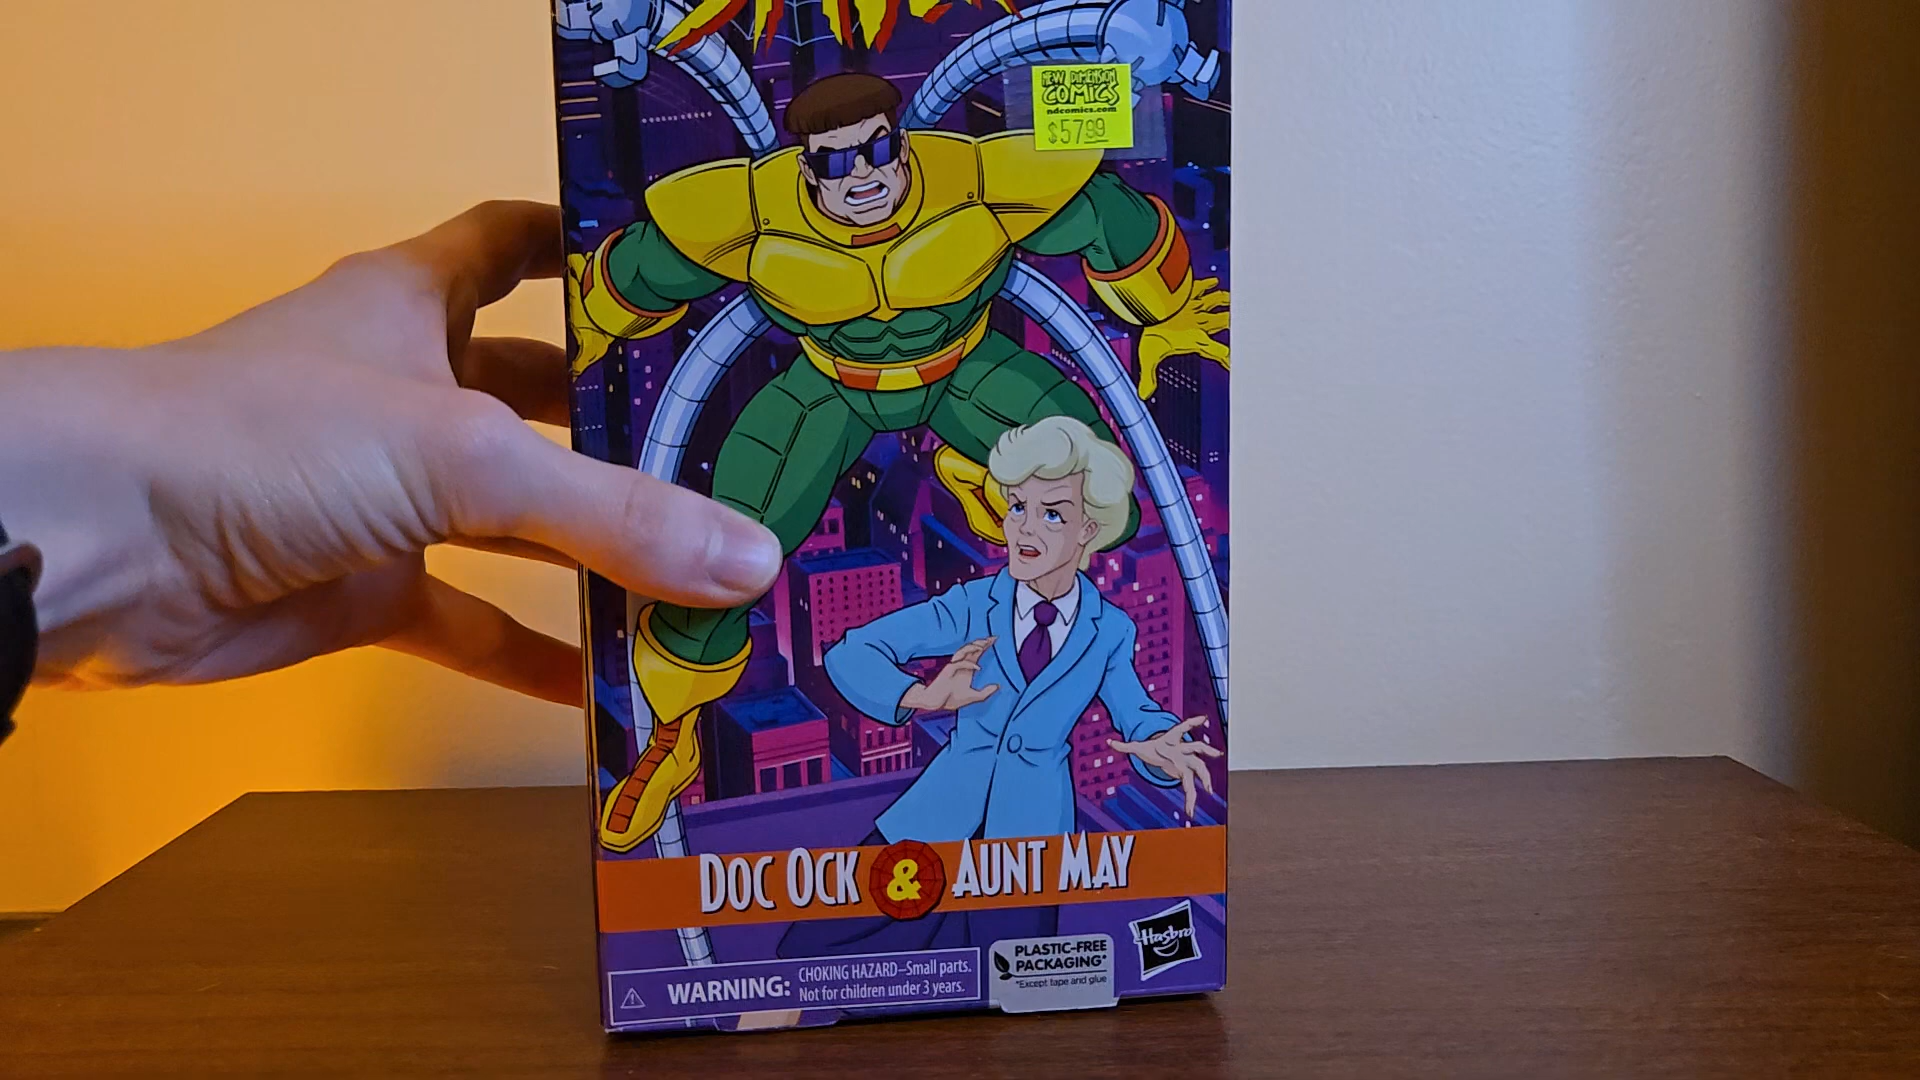 NEW DIMENSION
COMICS
ndcomics.com
$57.99
DOC OCK & AUNT MAY
WARNING: CHOKING HAZARD–Small parts.
Not for children under 3 years.
PLASTIC-FREE
PACKAGING*
*Except tape and glue
Hasbro